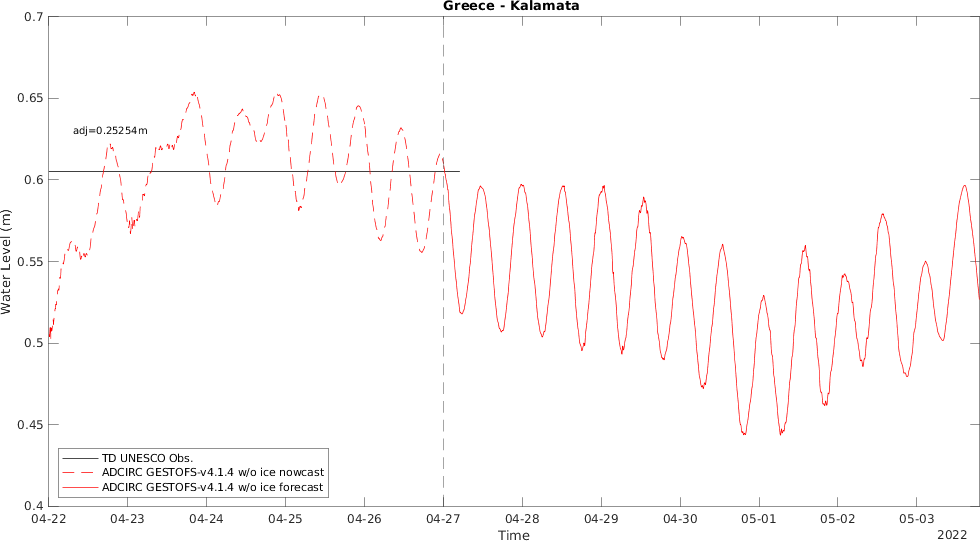 Greece - Kalamata
0.7
0.65
0.6
0.55
0.5
0.45
0.4
Water Level (m)
adj=0.25254m
TD UNESCO Obs.
ADCIRC GESTOFS-v4.1.4 w/o ice nowcast
ADCIRC GESTOFS-v4.1.4 w/o ice forecast
04-22 04-23 04-24 04-25 04-26 04-27 04-28 04-29 04-30 05-01 05-02 05-03
Time
2022